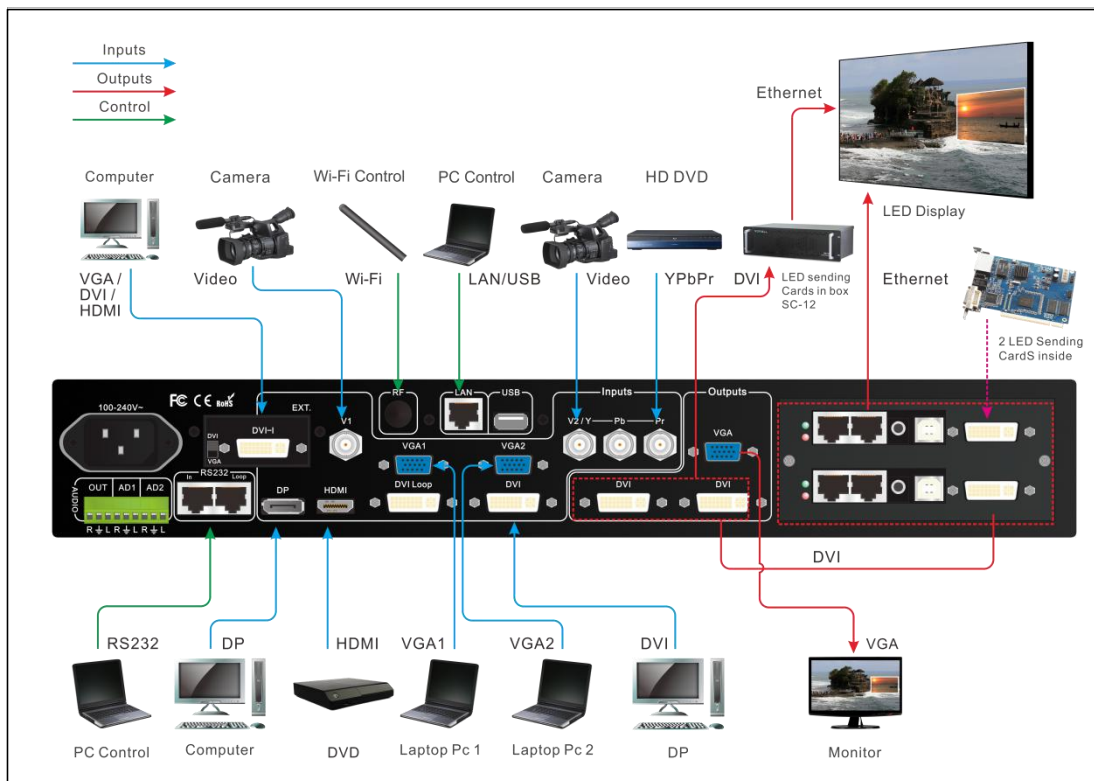 Inputs
Outputs
Control
Ethernet
Computer
Camera
Wi-Fi Control
PC Control
Camera
HD DVD
LED Display
VGA /
DVI /
HDMI
Video
Wi-Fi
LAN/USB
Video
YPbPr
DVI
LED sending
Cards in box
SC-12
Ethernet
2 LED Sending
CardS inside
100-240V~
FC CE RoHS
EXT.
RF
LAN
USB
Inputs
Outputs
DVI-I
V1
V2 / Y
Pb
Pr
VGA
DVI
VGA
VGA1
VGA2
RS232
In
Loop
DP
HDMI
DVI Loop
DVI
DVI
DVI
AUDIO
OUT
AD1
AD2
R L R L R L
DVI
RS232
DP
HDMI
VGA1
VGA2
DVI
VGA
PC Control
Computer
DVD
Laptop Pc 1
Laptop Pc 2
DP
Monitor